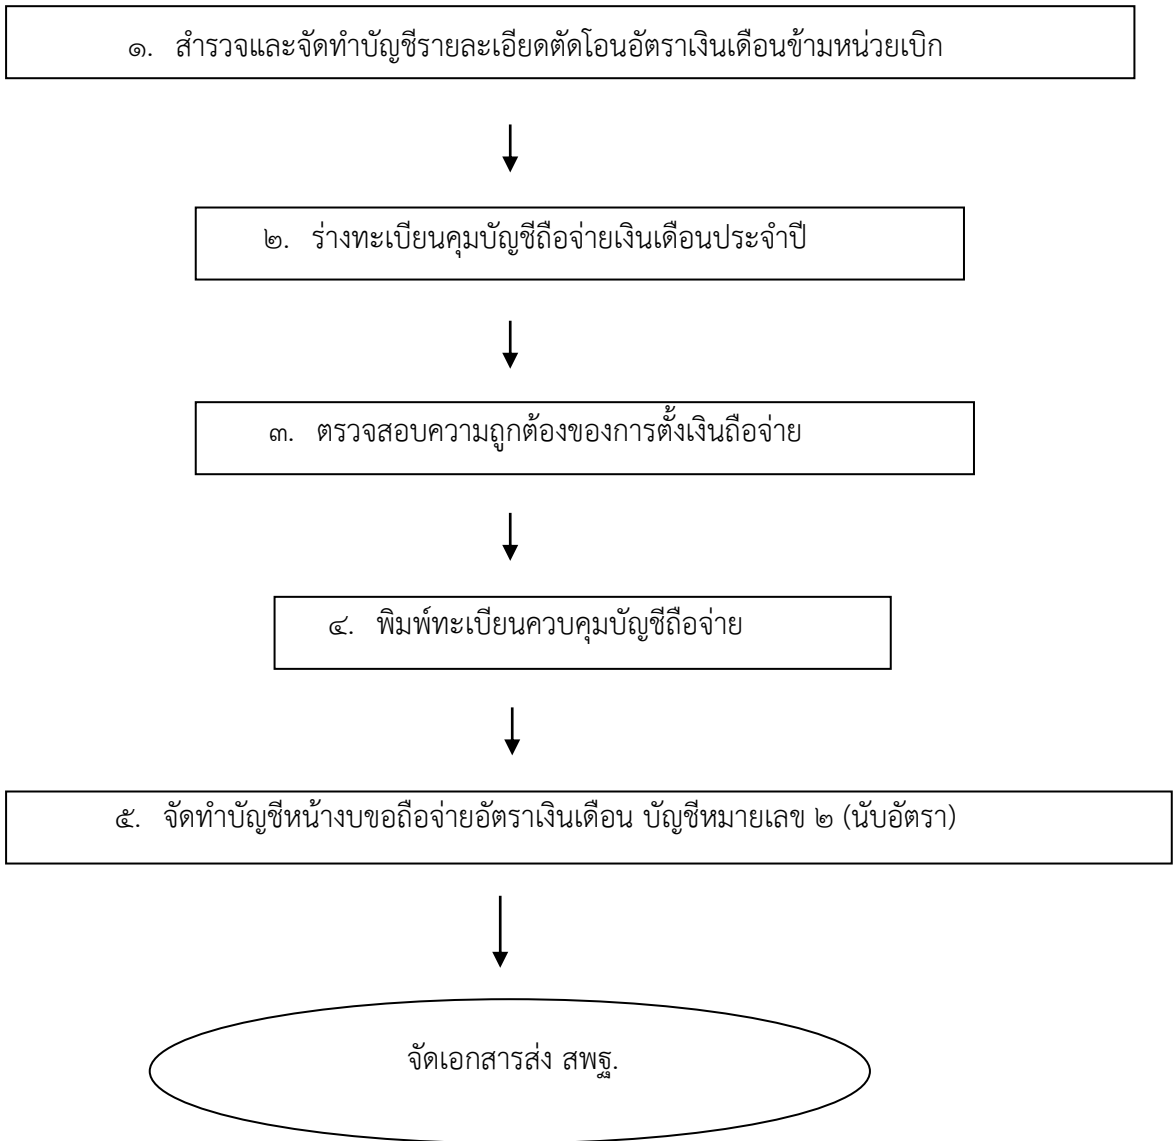 ๑. สำรวจและจัดทำบัญชีรายละเอียดตัดโอนอัตราเงินเดือนข้ามหน่วยเบิก
๒. ร่างทะเบียนคุมบัญชีถือจ่ายเงินเดือนประจำปี
๓. ตรวจสอบความถูกต้องของการตั้งเงินถือจ่าย
๔. พิมพ์ทะเบียนควบคุมบัญชีถือจ่าย
๕. จัดทำบัญชีหน้างบขอถือจ่ายอัตราเงินเดือน บัญชีหมายเลข ๒ (นับอัตรา)
จัดเอกสารส่ง สพฐ.